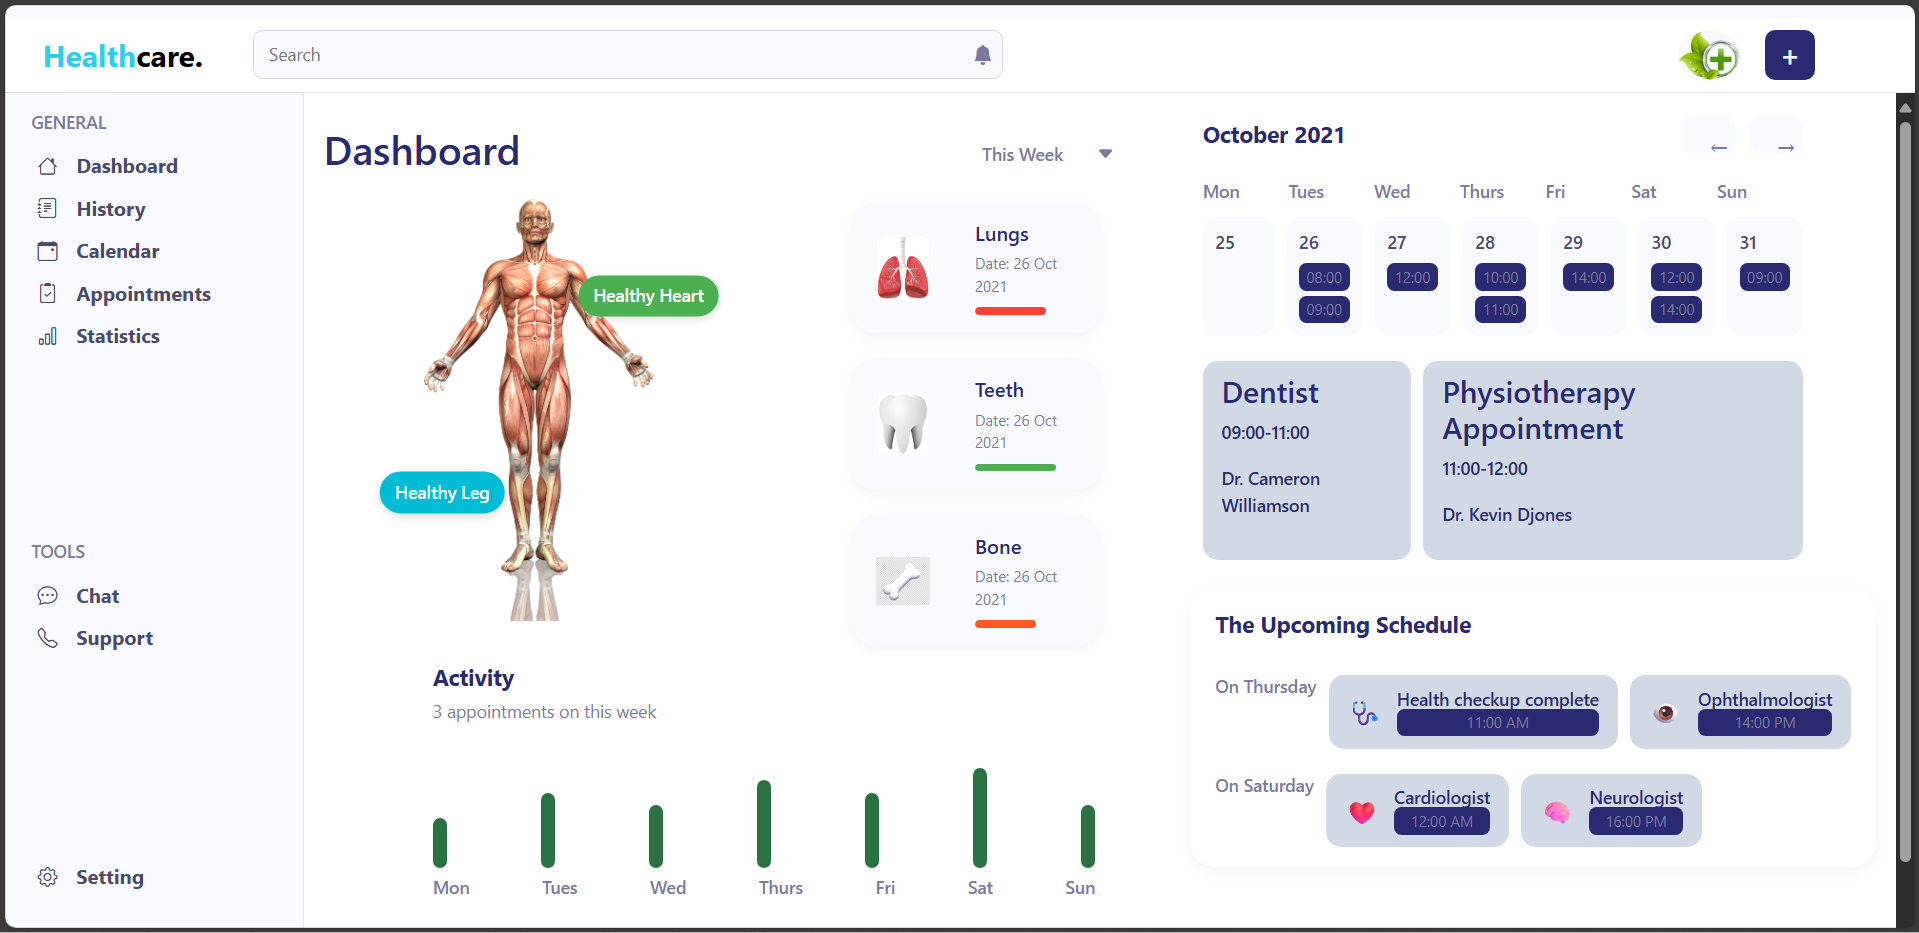 Healthcare.
Search
+
GENERAL
Dashboard
History
Calendar
Appointments
Statistics
TOOLS
Chat
Support
Setting
Dashboard
This Week
Healthy Heart
Healthy Leg
Lungs
Date: 26 Oct
2021
Teeth
Date: 26 Oct
2021
Bone
Date: 26 Oct
2021
Activity
3 appointments on this week
Mon Tues Wed Thurs Fri Sat Sun
October 2021
← →
Mon Tues Wed Thurs Fri Sat Sun
25 26 27 28 29 30 31
08:00 12:00 10:00 14:00 12:00 09:00
09:00 11:00 14:00
Dentist
09:00-11:00
Dr. Cameron
Williamson
Physiotherapy
Appointment
11:00-12:00
Dr. Kevin Djones
The Upcoming Schedule
On Thursday
Health checkup complete
11:00 AM
Ophthalmologist
14:00 PM
On Saturday
Cardiologist
12:00 AM
Neurologist
16:00 PM